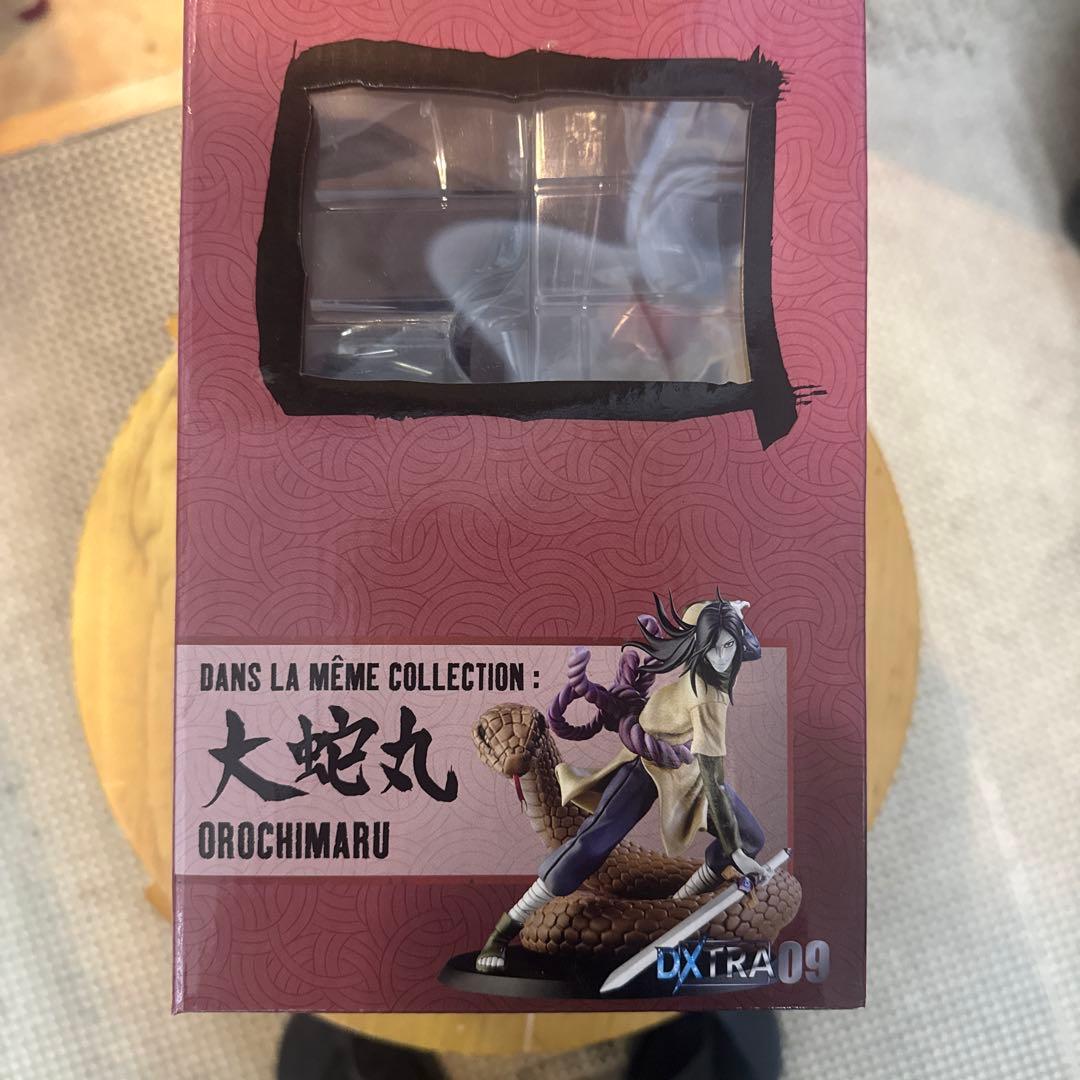 DANS LA MÊME COLLECTION :
大蛇丸
OROCHIMARU
DXTRA 09